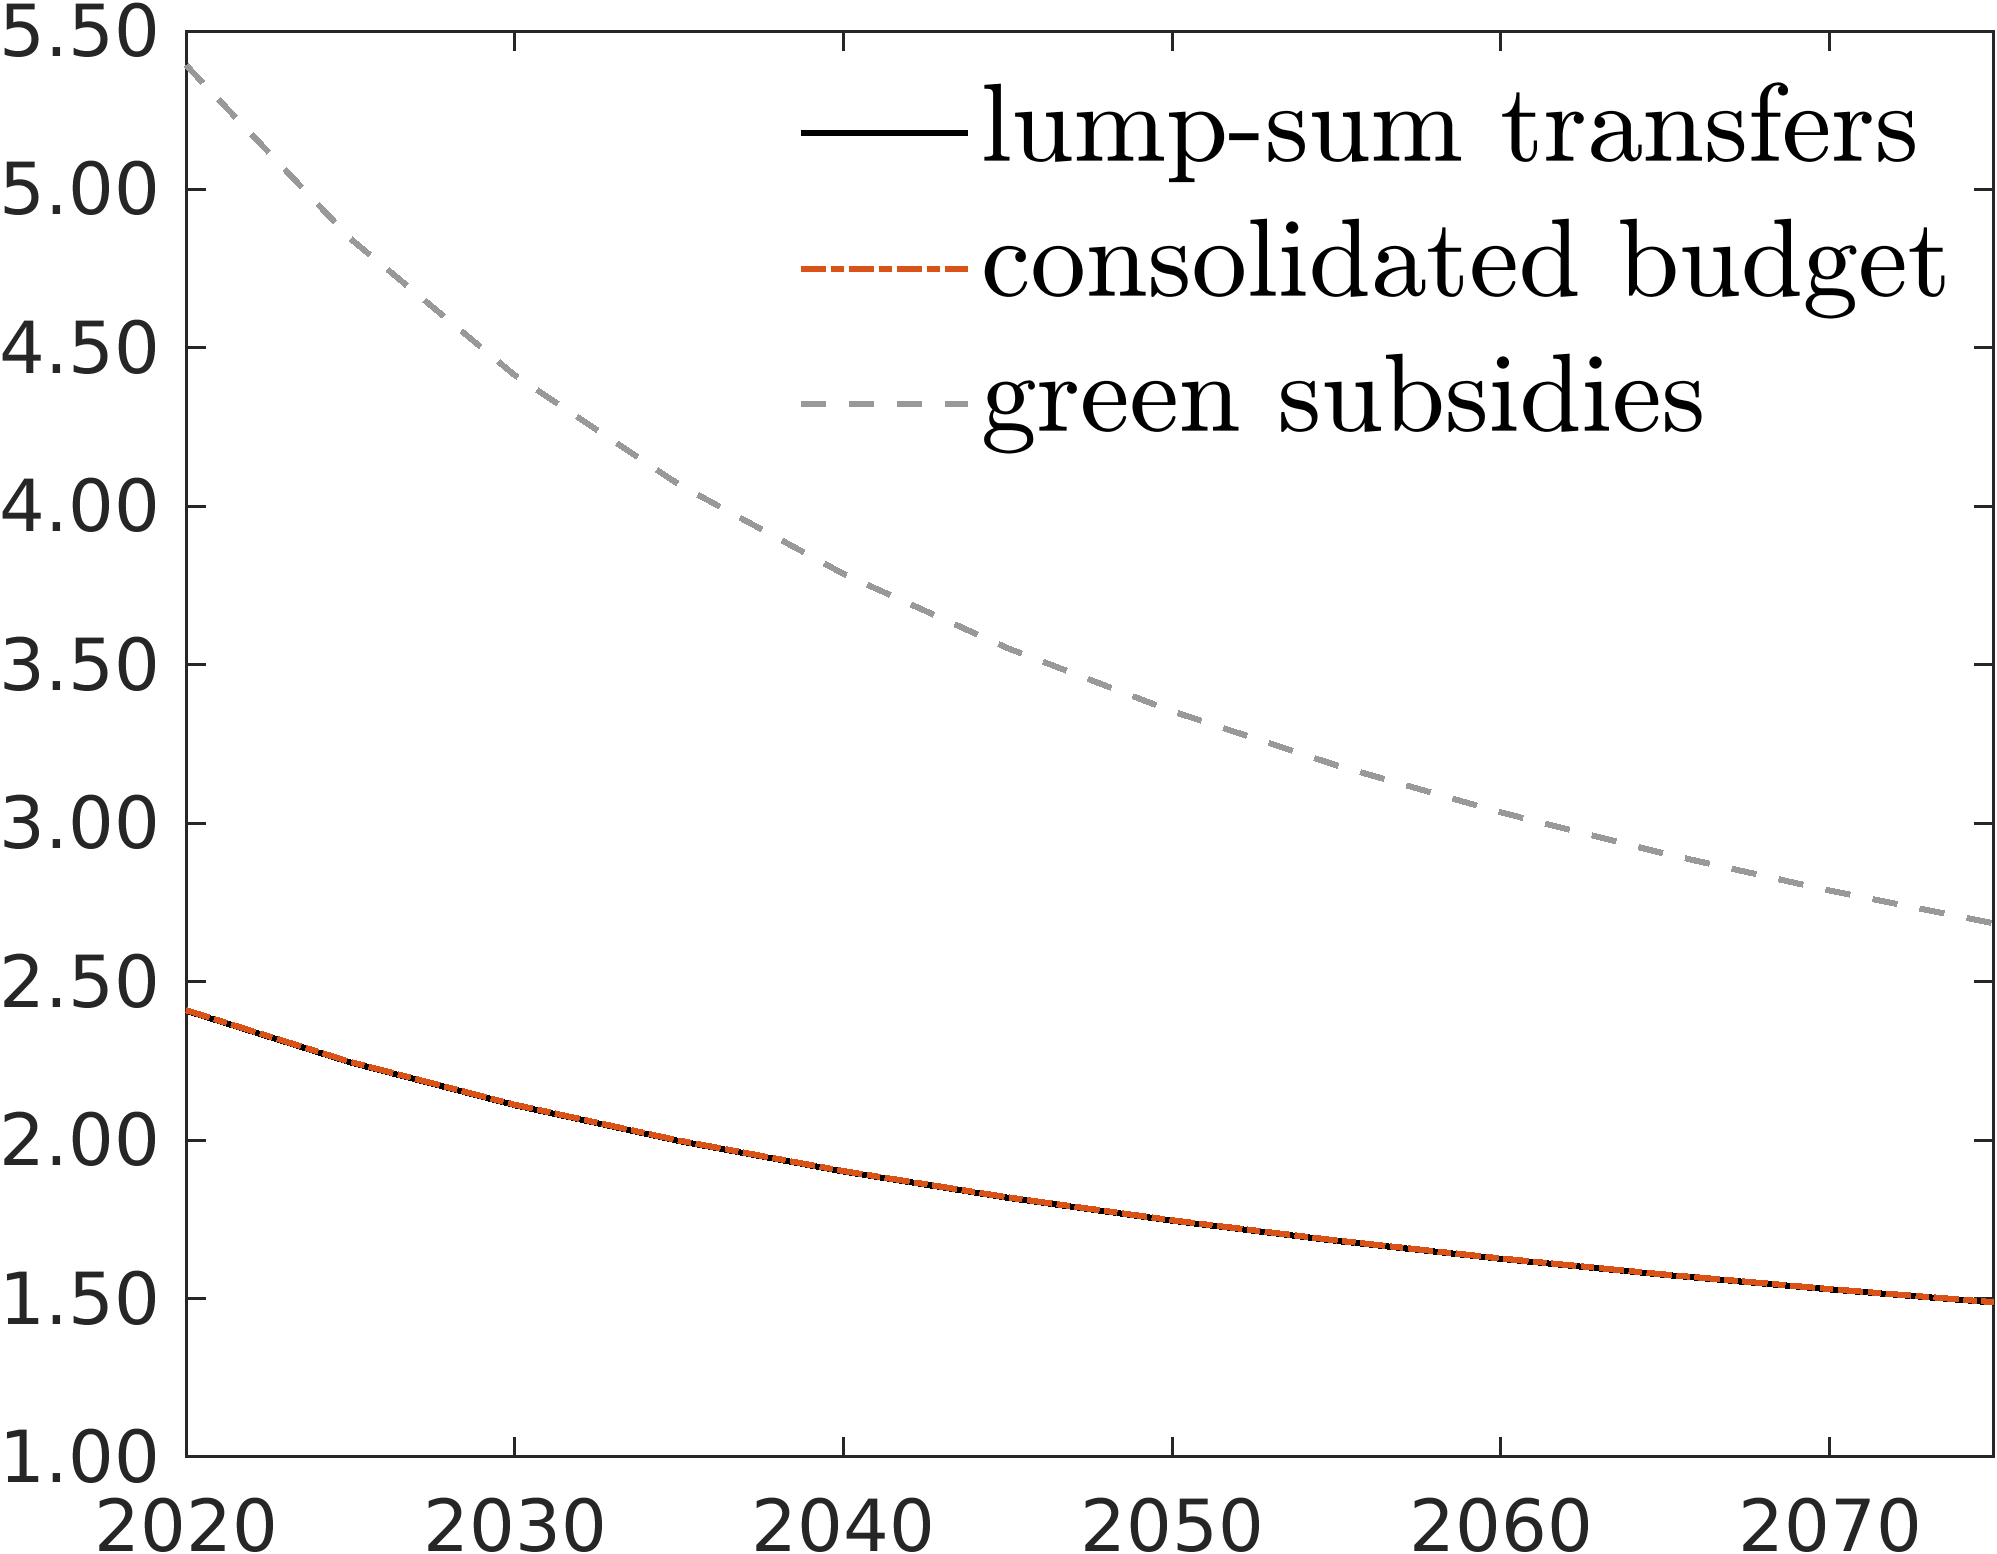 5.50
lump-sum transfers
5.00
consolidated budget
4.50
green subsidies
4.00
3.50
3.00
2.50
2.00
1.50
1.00
2020 2030 2040 2050 2060 2070